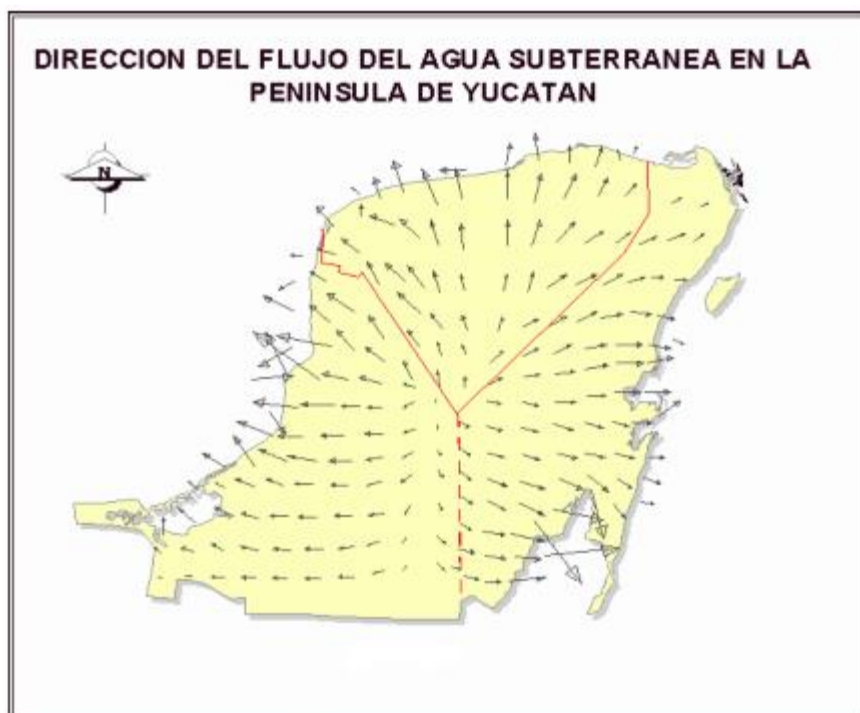 DIRECCION DEL FLUJO DEL AGUA SUBTERRANEA EN LA
PENINSULA DE YUCATAN
N